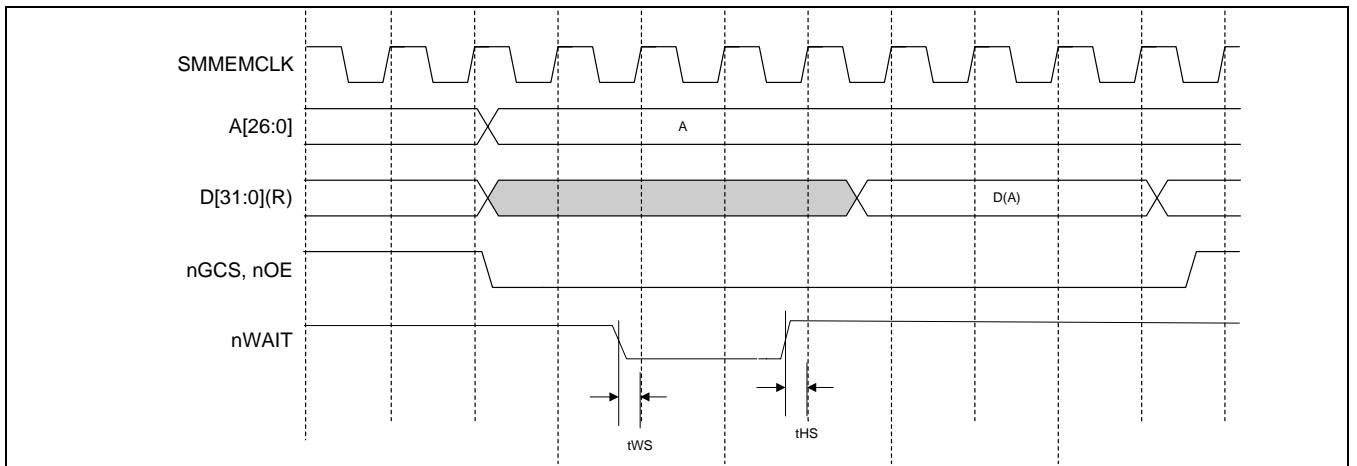 SMMEMCLK
A[26:0]
A
D[31:0](R)
D(A)
nGCS, nOE
nWAIT
tWS
tHS